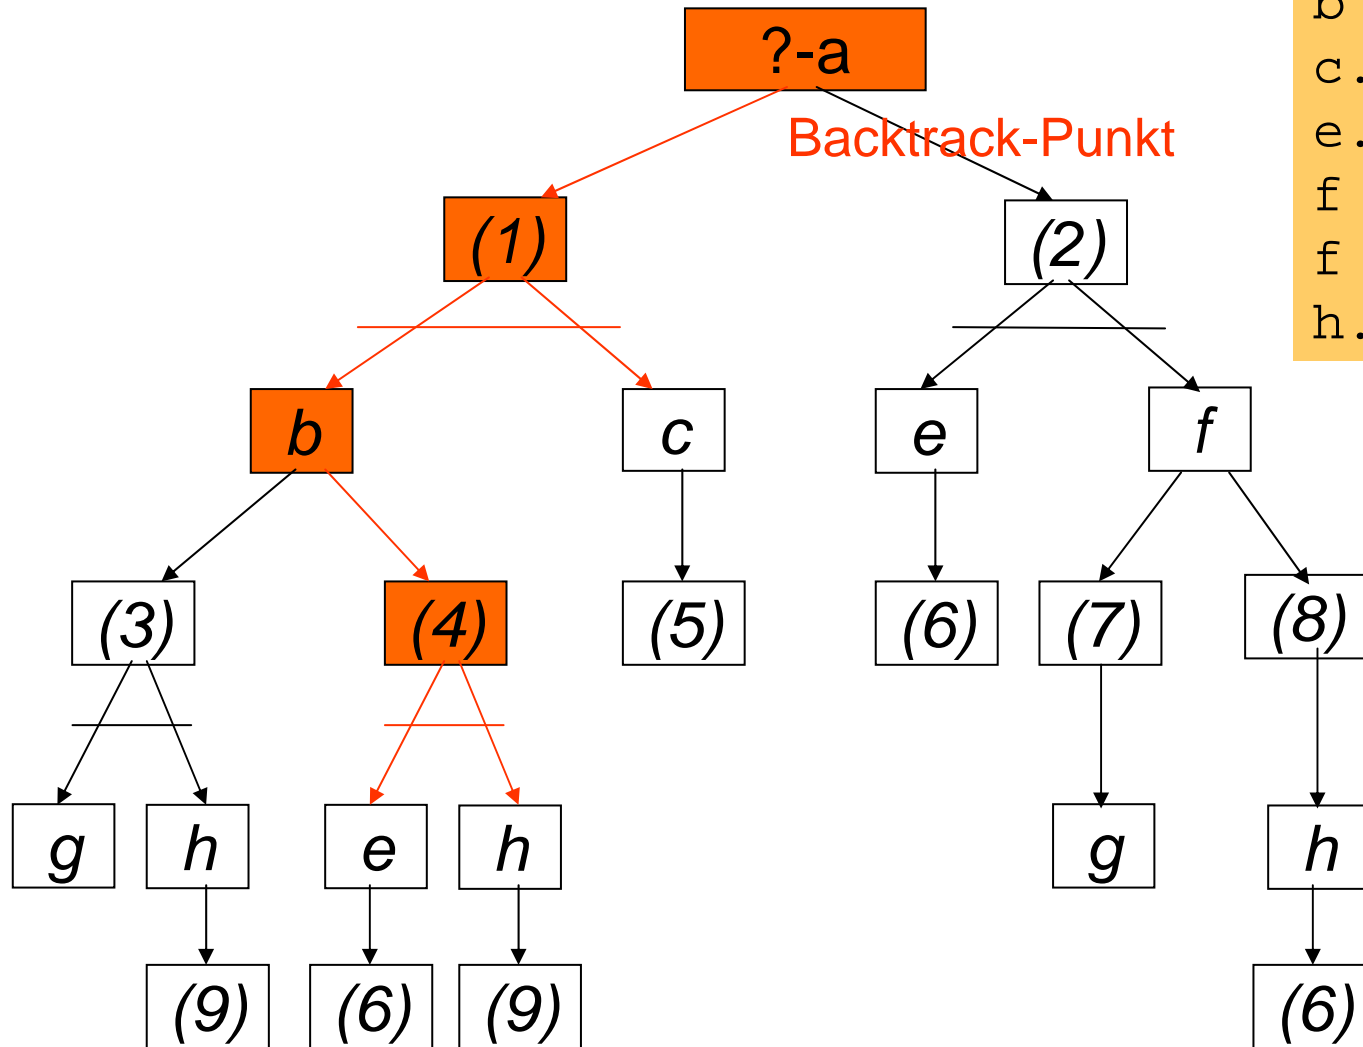 ?-a
Backtrack-Punkt
b
c.
e.
f
f
h.
(1)
(2)
b
c
e
f
(3)
(4)
(5)
(6)
(7)
(8)
g
h
e
h
g
h
(9)
(6)
(9)
(6)